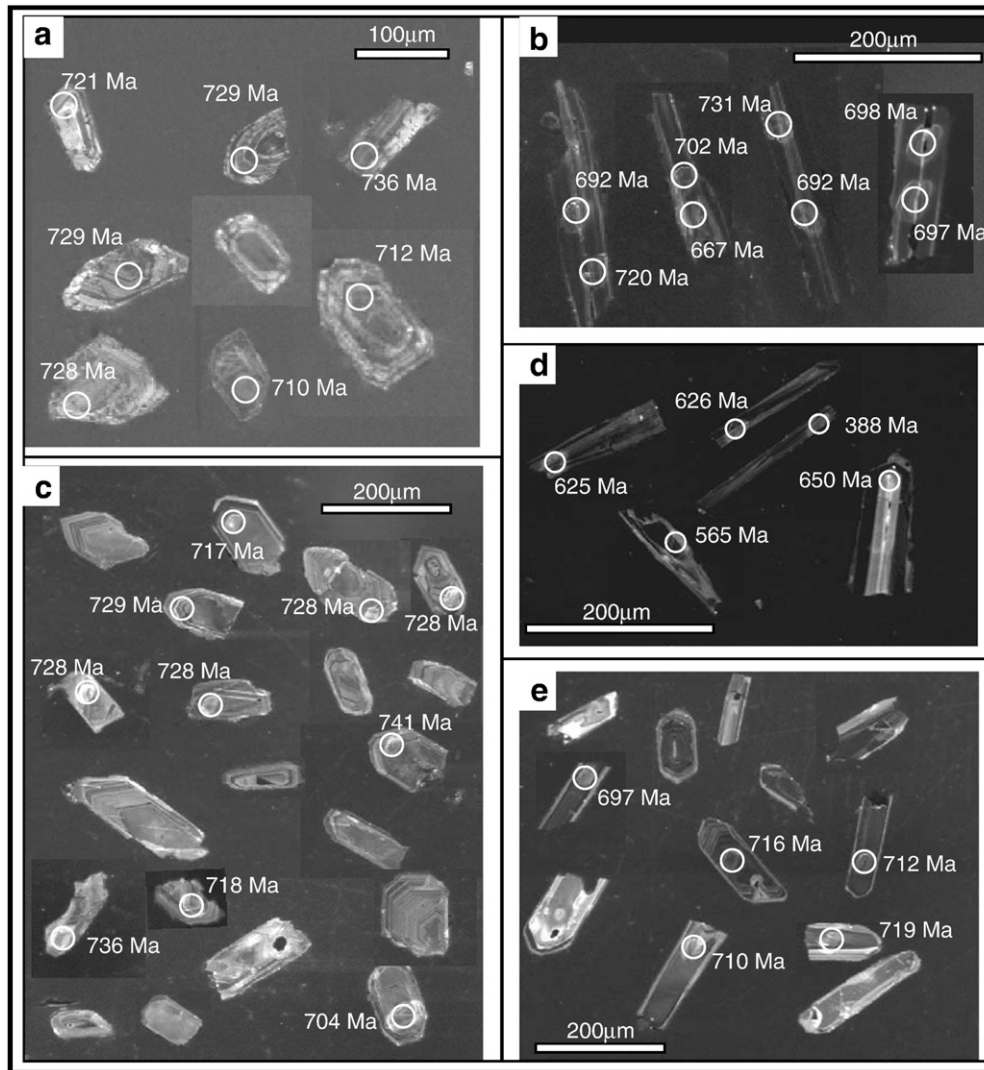 a
100μm
721 Ma
729 Ma
736 Ma
729 Ma
712 Ma
728 Ma
710 Ma
b
200μm
731 Ma
698 Ma
702 Ma
692 Ma
692 Ma
667 Ma
697 Ma
720 Ma
c
200μm
717 Ma
729 Ma
728 Ma
728 Ma
728 Ma
728 Ma
741 Ma
718 Ma
736 Ma
704 Ma
d
626 Ma
388 Ma
625 Ma
650 Ma
565 Ma
200μm
e
697 Ma
716 Ma
712 Ma
719 Ma
710 Ma
200μm